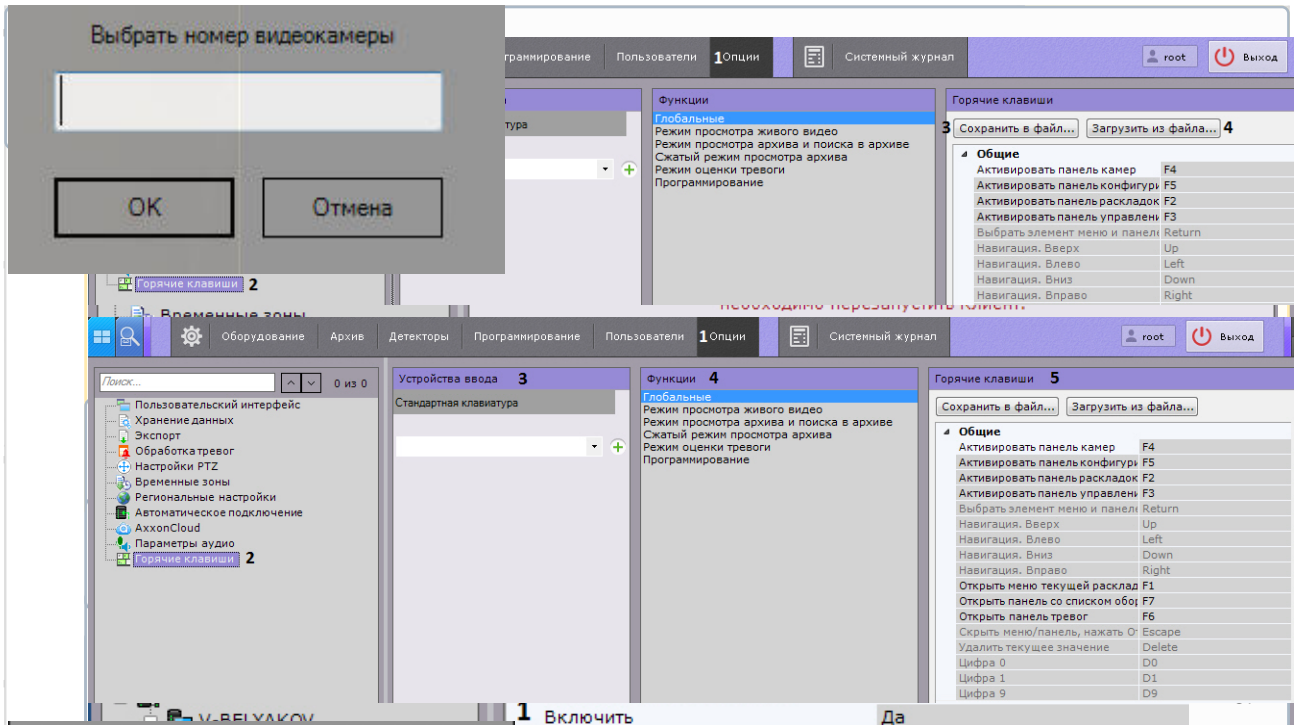 Выбрать номер видеокамеры
OK
Отмена
Пользователи
1Опции
Системный журнал
root
Выход
Функции
Глобальные
Режим просмотра живого видео
Режим просмотра архива и поиска в архиве
Сжатый режим просмотра архива
Режим оценки тревоги
Программирование
Горячие клавиши
3 Сохранить в файл... Загрузить из файла... 4
Общие
Активировать панель камер F4
Активировать панель конфигур F5
Активировать панель раскладок F2
Активировать панель управлен F3
Выбрать элемент меню и панел Return
Навигация. Вверх Up
Навигация. Влево Left
Навигация. Вниз Down
Навигация. Вправо Right
Горячие клавиши 2
Временные зоны
необходимо перезапустить клиент.
Оборудование
Архив
Детекторы
Программирование
Пользователи
1Опции
Системный журнал
root
Выход
Поиск...
0 из 0
Пользовательский интерфейс
Хранение данных
Экспорт
Обработка тревог
Настройки PTZ
Временные зоны
Региональные настройки
Автоматическое подключение
AxxonCloud
Параметры аудио
Горячие клавиши 2
Устройства ввода 3
Стандартная клавиатура
Функции 4
Глобальные
Режим просмотра живого видео
Режим просмотра архива и поиска в архиве
Сжатый режим просмотра архива
Режим оценки тревоги
Программирование
Горячие клавиши 5
Сохранить в файл... Загрузить из файла...
Общие
Активировать панель камер F4
Активировать панель конфигур F5
Активировать панель раскладок F2
Активировать панель управлен F3
Выбрать элемент меню и панел Return
Навигация. Вверх Up
Навигация. Влево Left
Навигация. Вниз Down
Навигация. Вправо Right
Открыть меню текущей расклад F1
Открыть панель со списком обор F7
Открыть панель тревог F6
Скрыть меню/панель, нажать О Escape
Удалить текущее значение Delete
Цифра 0 D0
Цифра 1 D1
Цифра 9 D9
V-BELYAKOV
1 Включить Да